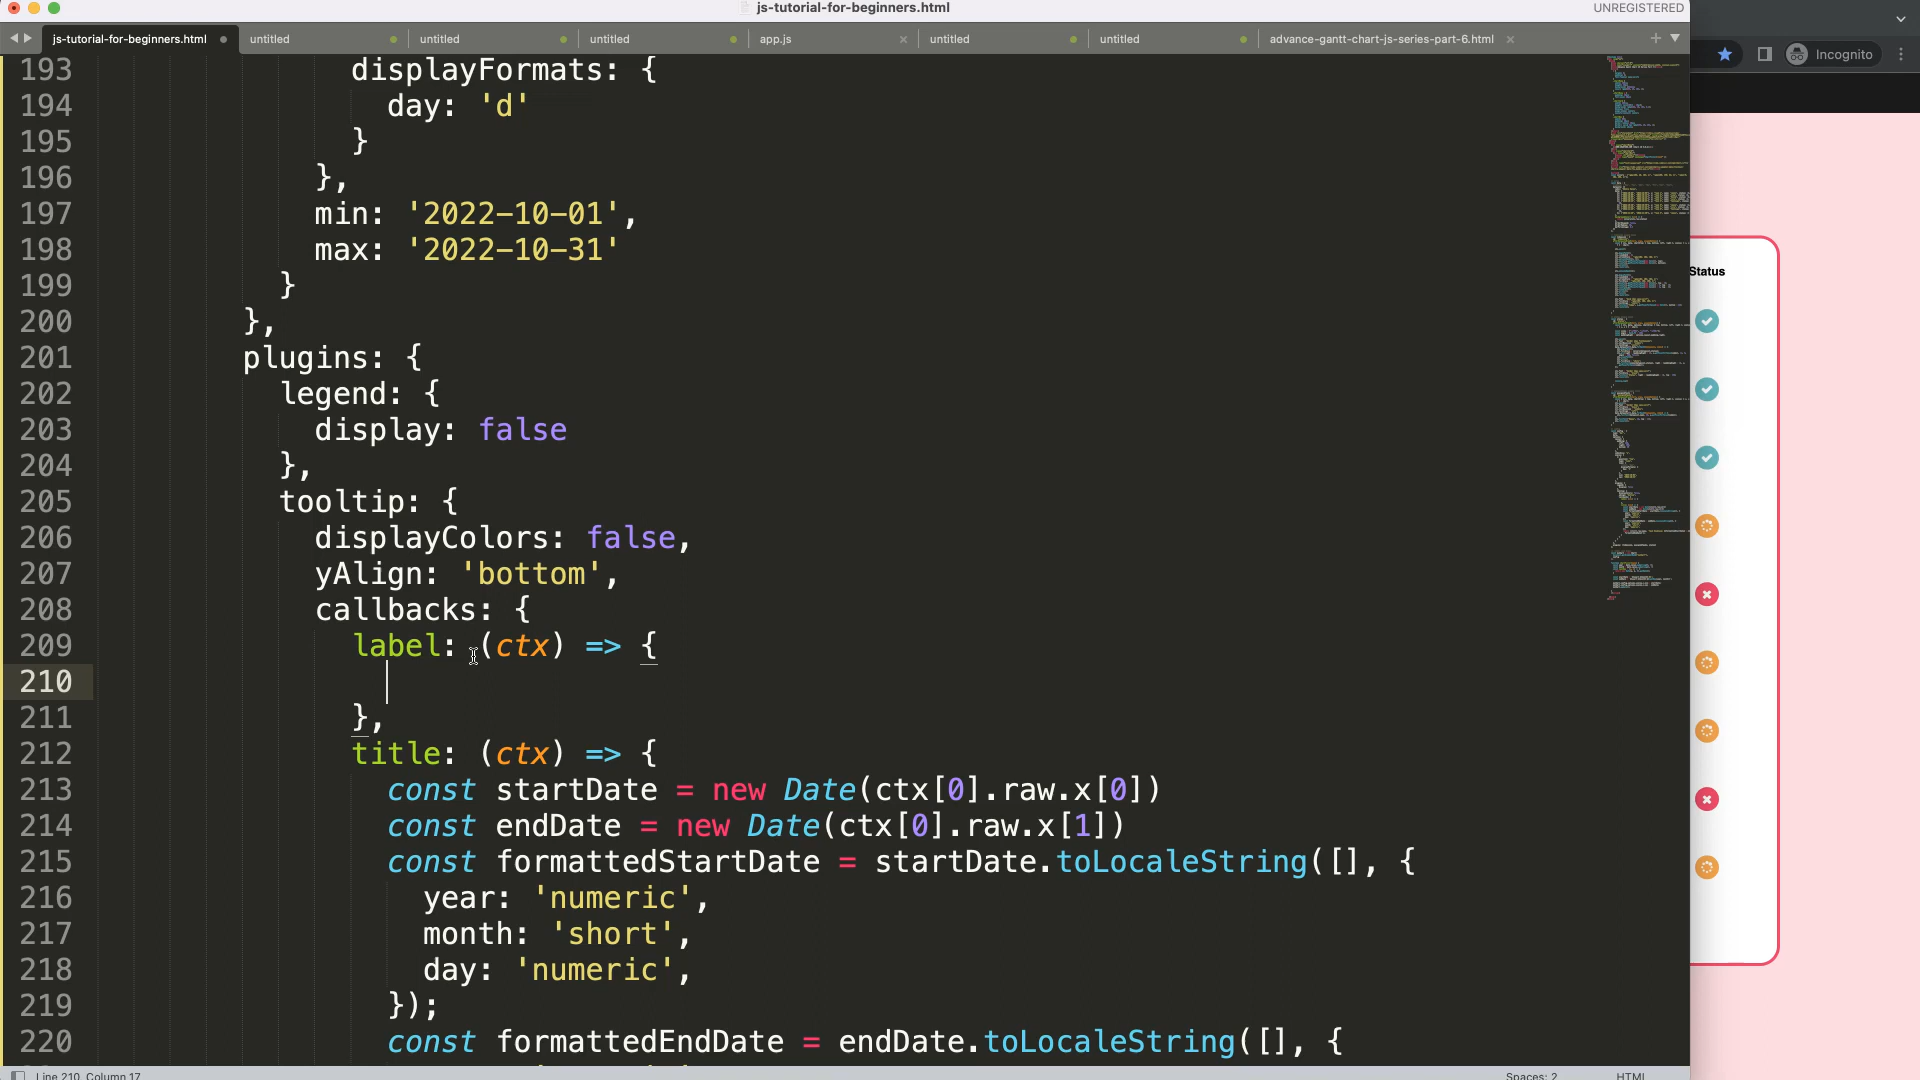 js-tutorial-for-beginners.html
UNREGISTERED
js-tutorial-for-beginners.html
untitled
untitled
untitled
app.js
untitled
untitled
advance-gantt-chart-js-series-part-6.html
Incognito
193 displayFormats: {
194 day: 'd'
195 }
196 },
197 min: '2022-10-01',
198 max: '2022-10-31'
199 }
200 },
201 plugins: {
202 legend: {
203 display: false
204 },
205 tooltip: {
206 displayColors: false,
207 yAlign: 'bottom',
208 callbacks: {
209 label: (ctx) => {
210
211 },
212 title: (ctx) => {
213 const startDate = new Date(ctx[0].raw.x[0])
214 const endDate = new Date(ctx[0].raw.x[1])
215 const formattedStartDate = startDate.toLocaleString([], {
216 year: 'numeric',
217 month: 'short',
218 day: 'numeric',
219 });
220 const formattedEndDate = endDate.toLocaleString([], {
Status
Line 210, Column 17
Spaces: 2
HTML